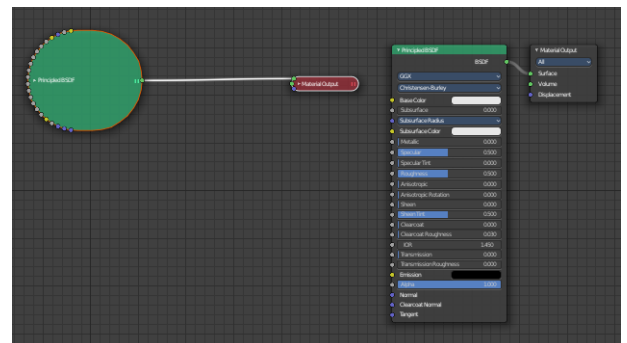 Principled BSDF
Material Output
Principled BSDF
BSDF
GGX
Christensen-Burley
Base Color
Subsurface 0.000
Subsurface Radius
Subsurface Color
Metallic 0.000
Specular 0.500
Specular Tint 0.000
Roughness 0.500
Anisotropic 0.000
Anisotropic Rotation 0.000
Sheen 0.000
Sheen Tint 0.500
Clearcoat 0.000
Clearcoat Roughness 0.030
IOR 1.450
Transmission 0.000
Transmission Roughness 0.000
Emission
Alpha 1.000
Normal
Clearcoat Normal
Tangent
Material Output
All
Surface
Volume
Displacement